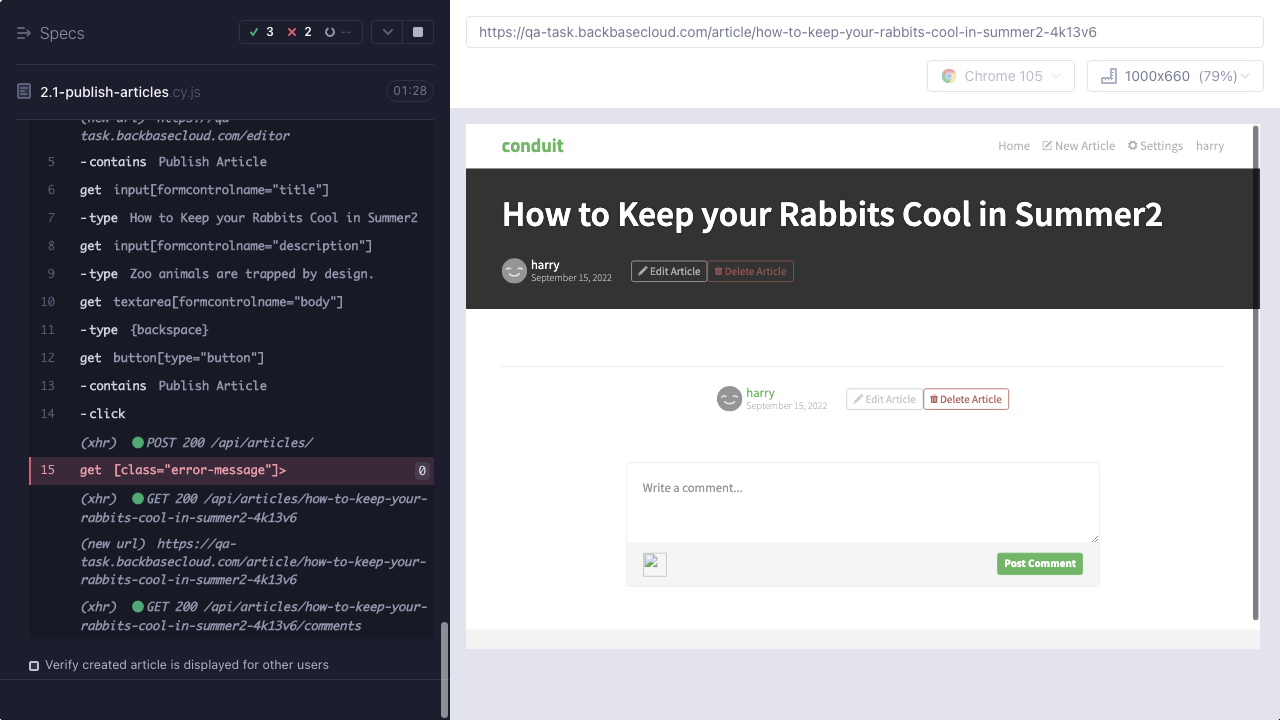 Specs
3
2
--
2.1-publish-articles.cy.js
01:28
(new url) https://qa-
task.backbasecloud.com/editor
5 -contains Publish Article
6 get input[formcontrolname="title"]
7 -type How to Keep your Rabbits Cool in Summer2
8 get input[formcontrolname="description"]
9 -type Zoo animals are trapped by design.
10 get textarea[formcontrolname="body"]
11 -type {backspace}
12 get button[type="button"]
13 -contains Publish Article
14 -click
(xhr) POST 200 /api/articles/
15 get [class="error-message"]> 0
(xhr) GET 200 /api/articles/how-to-keep-your-
rabbits-cool-in-summer2-4k13v6
(new url) https://qa-
task.backbasecloud.com/article/how-to-keep-your-
rabbits-cool-in-summer2-4k13v6
(xhr) GET 200 /api/articles/how-to-keep-your-
rabbits-cool-in-summer2-4k13v6/comments
Verify created article is displayed for other users
https://qa-task.backbasecloud.com/article/how-to-keep-your-rabbits-cool-in-summer2-4k13v6
Chrome 105
1000x660 (79%)
conduit
Home New Article Settings harry
How to Keep your Rabbits Cool in Summer2
harry
September 15, 2022
Edit Article Delete Article
harry
September 15, 2022
Edit Article Delete Article
Write a comment...
Post Comment